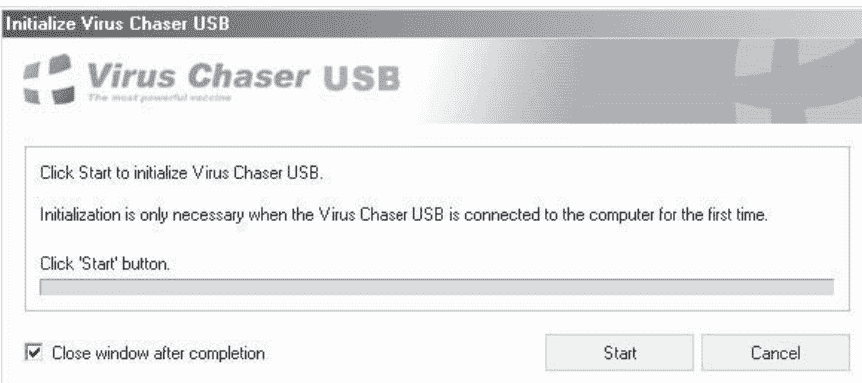 Initialize Virus Chaser USB
Virus Chaser USB
The most powerful vaccine
Click Start to initialize Virus Chaser USB.
Initialization is only necessary when the Virus Chaser USB is connected to the computer for the first time.
Click 'Start' button.
Close window after completion
Start
Cancel